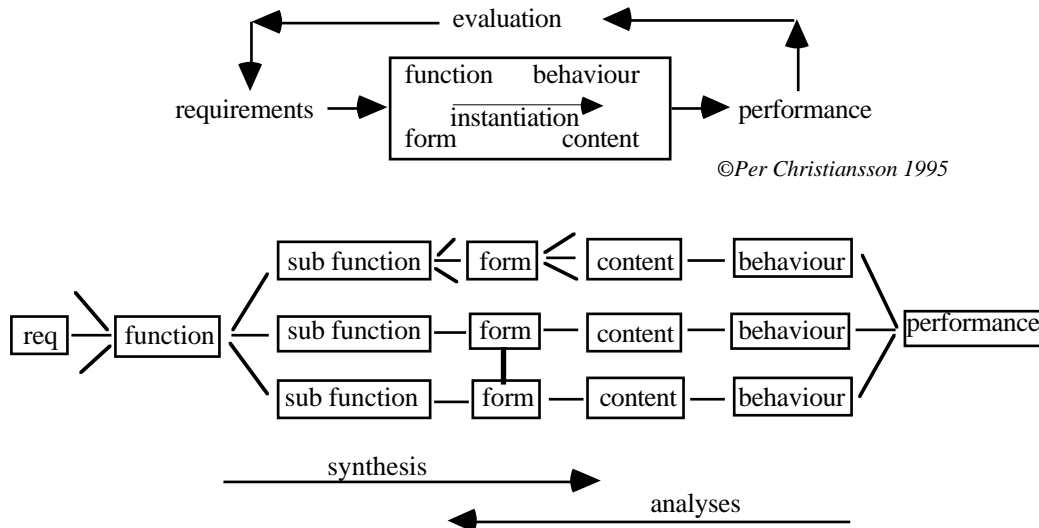 evaluation
function behaviour
requirements instantiation performance
form content
©Per Christiansson 1995
sub function form content behaviour
req function sub function form content behaviour performance
sub function form content behaviour
synthesis
analyses